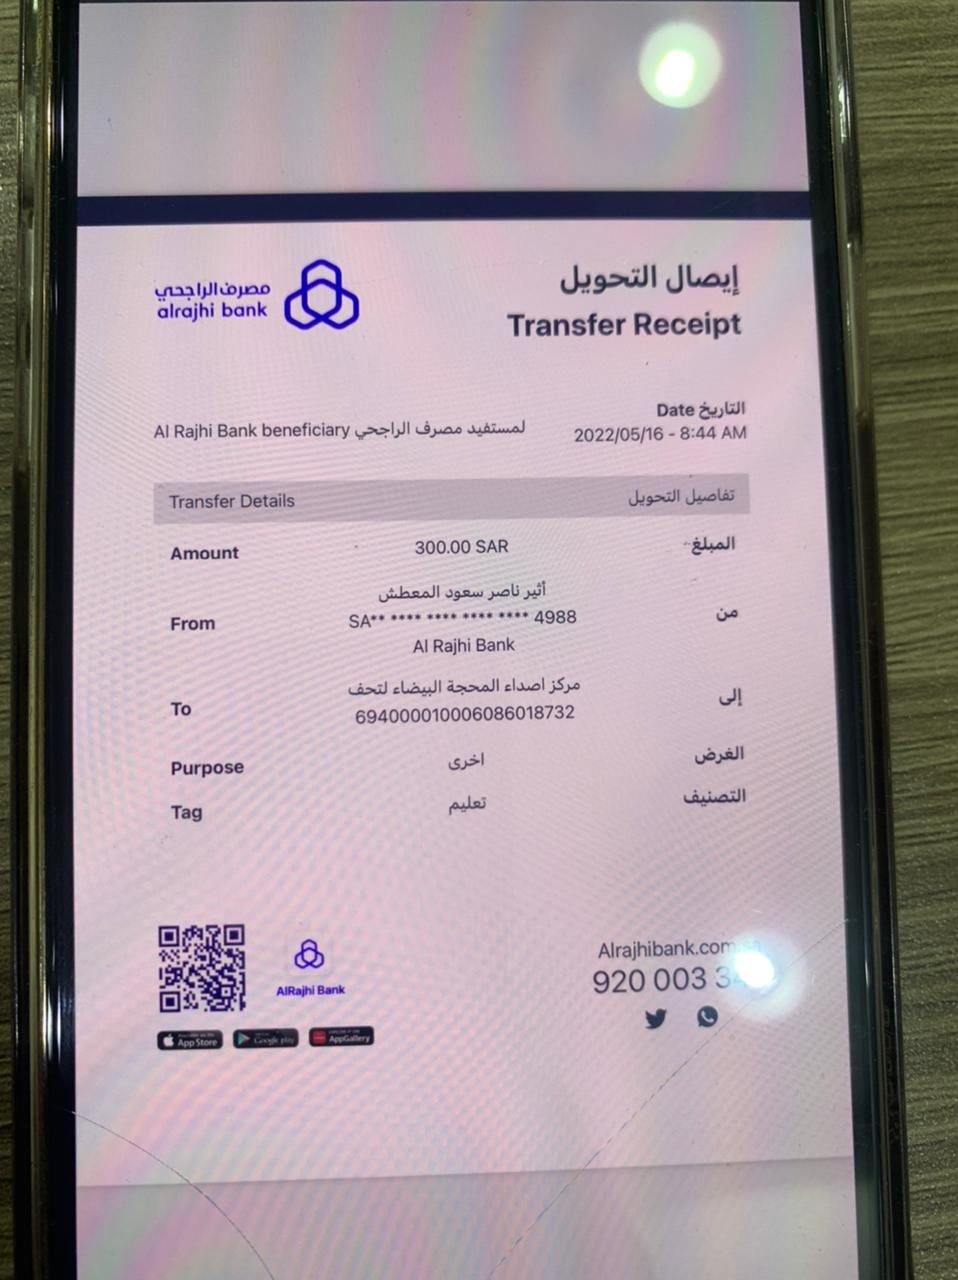 إيصال التحويل
Transfer Receipt
مصرف الراجحي
alrajhi bank
التاريخ Date
2022/05/16 - 8:44 AM
Al Rajhi Bank beneficiary لمستفيد مصرف الراجحي
Transfer Details تفاصيل التحويل
Amount 300.00 SAR المبلغ
أثير ناصر سعود المعطش
From SA** **** **** **** **** 4988 من
Al Rajhi Bank
مركز اصداء المحجة البيضاء لتحف
To 694000010006086018732 إلى
Purpose اخرى الغرض
Tag تعليم التصنيف
AlRajhi Bank
App Store
Google play
AppGallery
Alrajhibank.com
920 003 3